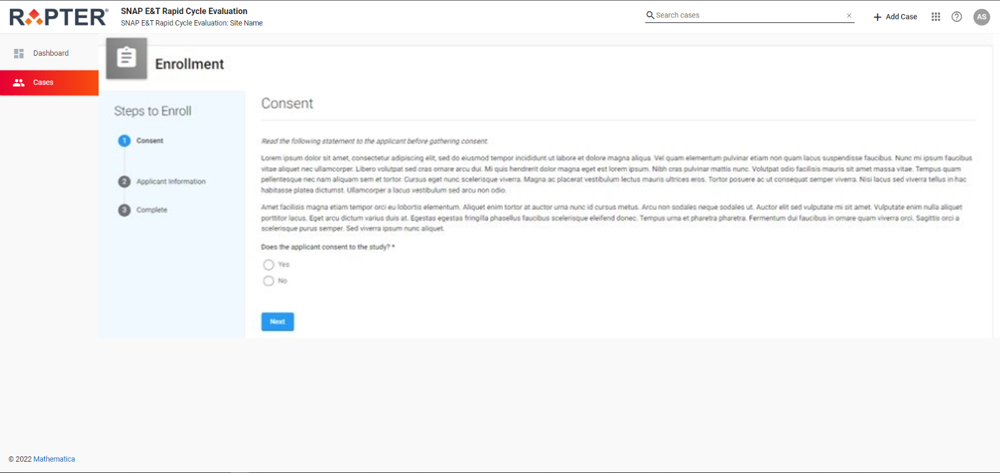 RAPTER®
SNAP E&T Rapid Cycle Evaluation
SNAP E&T Rapid Cycle Evaluation: Site Name
Search cases
Add Case
AS
Dashboard
Cases
Enrollment
Steps to Enroll
1 Consent
2 Applicant Information
3 Complete
Consent
Read the following statement to the applicant before gathering consent.
Lorem ipsum dolor sit amet, consectetur adipiscing elit, sed do eiusmod tempor incididunt ut labore et dolore magna aliqua. Vel quam elementum pulvinar etiam non quam lacus suspendisse faucibus. Nunc mi ipsum faucibus
vitae aliquet nec ullamcorper. Libero volutpat sed cras ornare arcu dui. Mi quis hendrerit dolor magna eget est lorem ipsum. Nibh cras pulvinar mattis nunc. Volutpat odio facilisis mauris sit amet massa vitae. Tempus quam
pellentesque nec nam aliquam sem et tortor. Cursus eget nunc scelerisque viverra. Magna ac placerat vestibulum lectus mauris ultrices eros. Tortor posuere ac ut consequat semper viverra. Nisi lacus sed viverra tellus in hac
habitasse platea dictumst. Ullamcorper a lacus vestibulum sed arcu non odio.
Amet facilisis magna etiam tempor orci eu lobortis elementum. Aliquet enim tortor at auctor urna nunc id cursus metus. Arcu non sodales neque sodales ut. Auctor elit sed vulputate mi sit amet. Vulputate enim nulla aliquet
porttitor lacus. Eget arcu dictum varius duis at. Egestas egestas fringilla phasellus faucibus scelerisque eleifend donec. Tempus urna et pharetra pharetra. Fermentum dui faucibus in ornare quam viverra orci. Sagittis orci a
scelerisque purus semper. Sed viverra ipsum nunc aliquet.
Does the applicant consent to the study? *
Yes
No
Next
© 2022 Mathematica